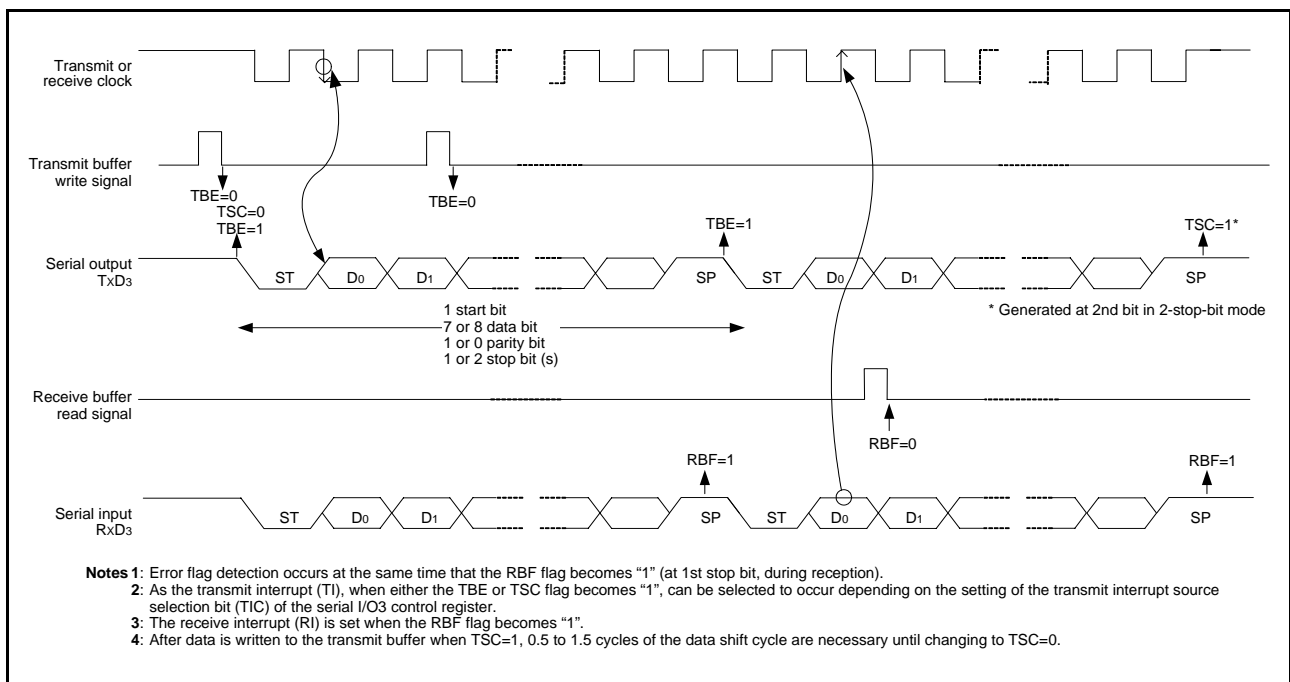 Transmit or
receive clock
Transmit buffer
write signal
TBE=0
TSC=0
TBE=1
TBE=0
TBE=1
TSC=1*
Serial output
TxD3
ST
D0
D1
SP
ST
D0
D1
SP
1 start bit
7 or 8 data bit
1 or 0 parity bit
1 or 2 stop bit (s)
* Generated at 2nd bit in 2-stop-bit mode
Receive buffer
read signal
RBF=0
RBF=1
RBF=1
Serial input
RxD3
ST
D0
D1
SP
ST
D0
D1
SP
Notes 1: Error flag detection occurs at the same time that the RBF flag becomes “1” (at 1st stop bit, during reception).
2: As the transmit interrupt (TI), when either the TBE or TSC flag becomes “1”, can be selected to occur depending on the setting of the transmit interrupt source
selection bit (TIC) of the serial I/O3 control register.
3: The receive interrupt (RI) is set when the RBF flag becomes “1”.
4: After data is written to the transmit buffer when TSC=1, 0.5 to 1.5 cycles of the data shift cycle are necessary until changing to TSC=0.